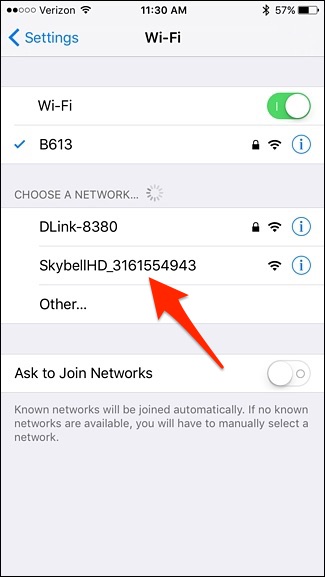 Verizon 11:30 AM 57%
Settings Wi-Fi
Wi-Fi
B613
CHOOSE A NETWORK...
DLink-8380
SkybellHD_3161554943
Other...
Ask to Join Networks
Known networks will be joined automatically. If no known
networks are available, you will have to manually select a
network.